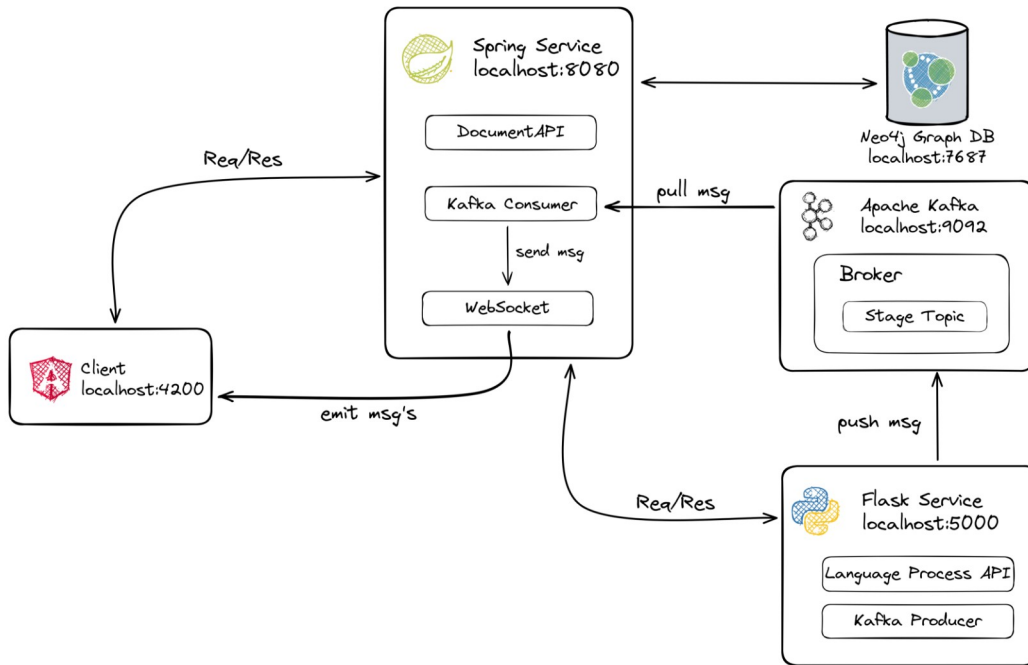 Spring Service
localhost:8080
DocumentAPI
Kafka Consumer
send msg
WebSocket
Req/Res
pull msg
Neo4j Graph DB
localhost:7687
Apache Kafka
localhost:9092
Broker
Stage Topic
Client
localhost:4200
emit msg's
push msg
Req/Res
Flask Service
localhost:5000
Language Process API
Kafka Producer